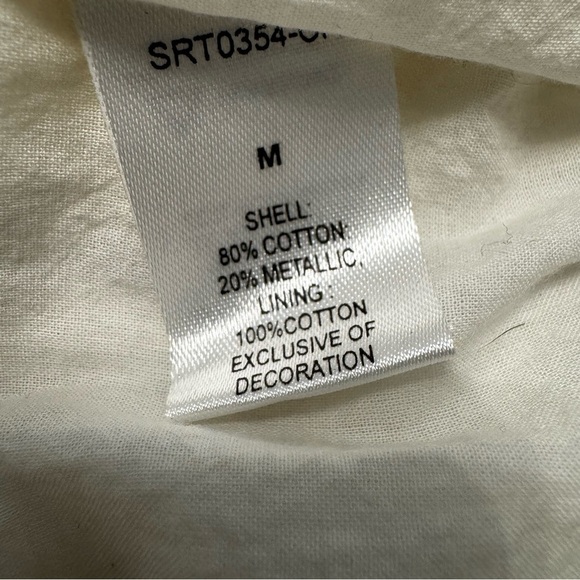 SRT0354-
M
SHELL:
80% COTTON
20% METALLIC,
LINING :
100%COTTON
EXCLUSIVE OF
DECORATION